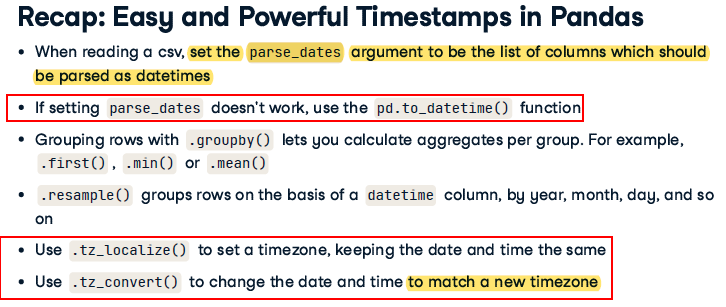 Recap: Easy and Powerful Timestamps in Pandas
• When reading a csv, set the parse_dates argument to be the list of columns which should
be parsed as datetimes
• If setting parse_dates doesn't work, use the pd.to_datetime() function
• Grouping rows with .groupby() lets you calculate aggregates per group. For example,
.first() , .min() or .mean()
• .resample() groups rows on the basis of a datetime column, by year, month, day, and so
on
• Use .tz_localize() to set a timezone, keeping the date and time the same
• Use .tz_convert() to change the date and time to match a new timezone